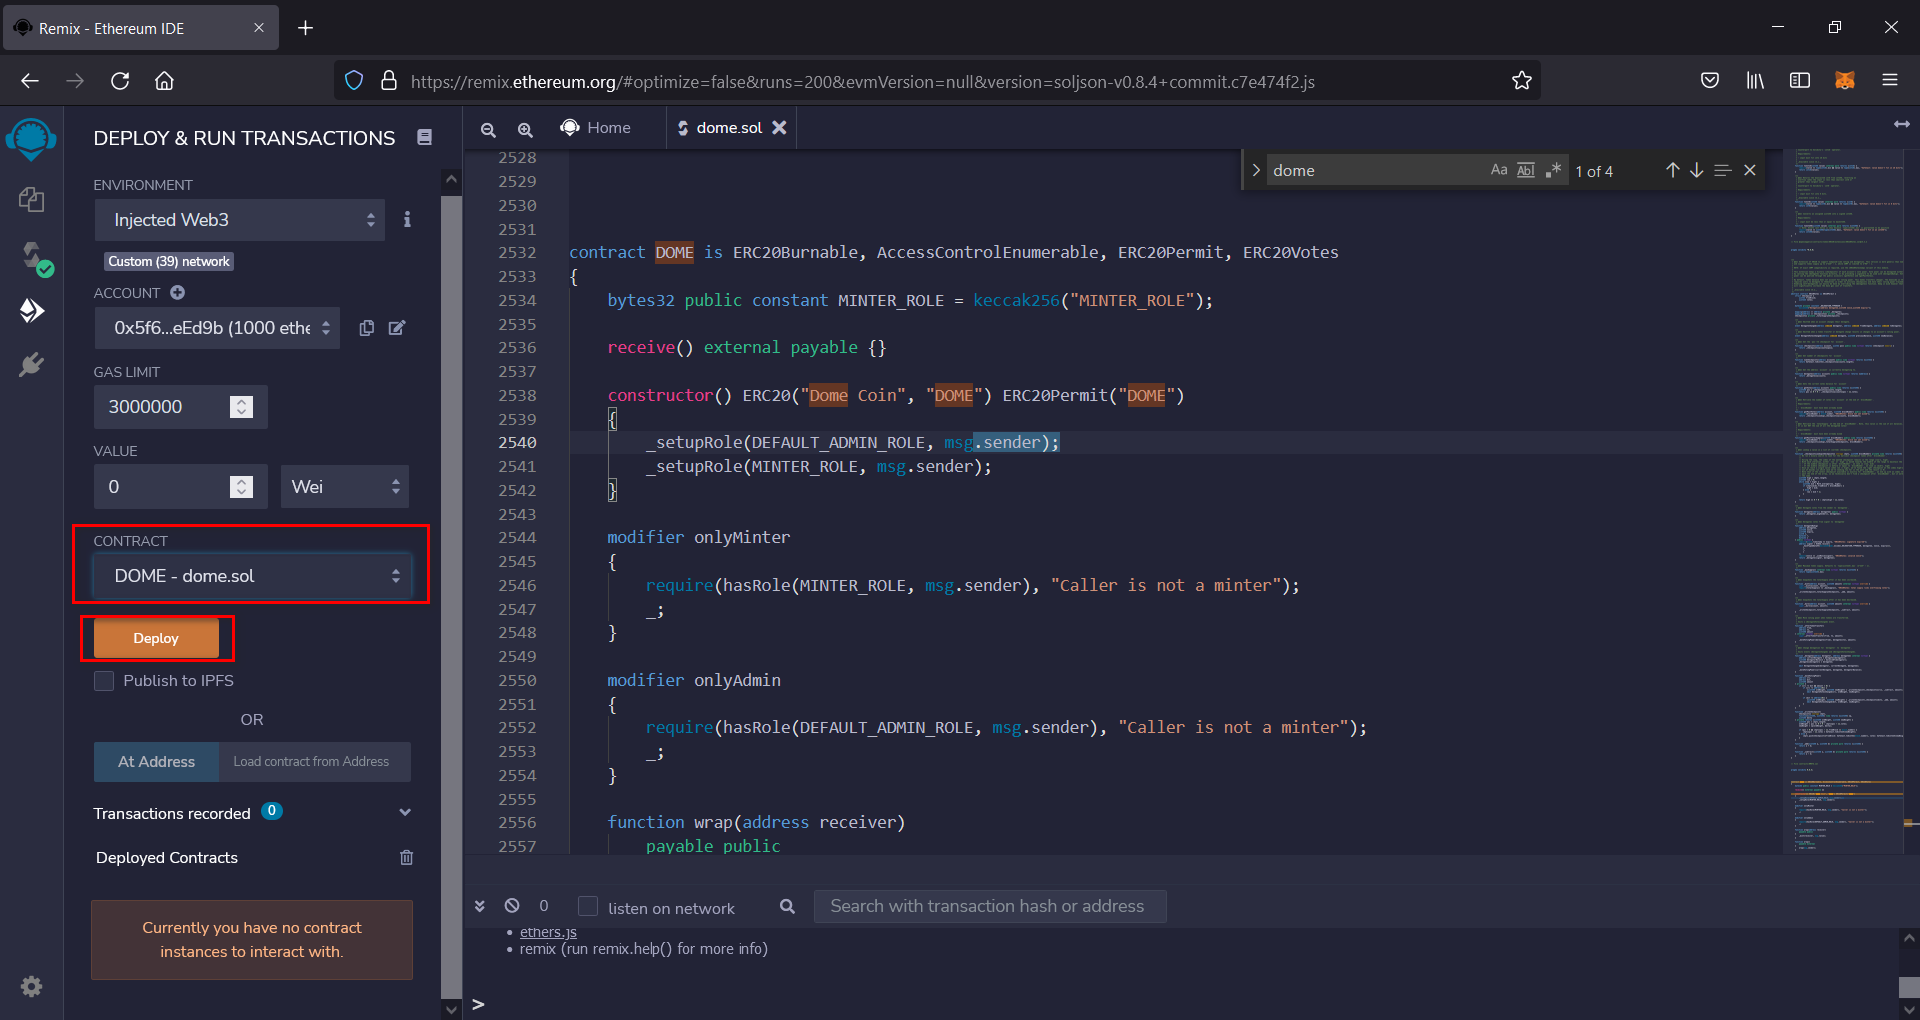 Remix - Ethereum IDE
https://remix.ethereum.org/#optimize=false&runs=200&evmVersion=null&version=soljson-v0.8.4+commit.c7e474f2.js
DEPLOY & RUN TRANSACTIONS
ENVIRONMENT
Injected Web3
Custom (39) network
ACCOUNT
0x5f6...eEd9b (1000 ethe
GAS LIMIT
3000000
VALUE
0
Wei
CONTRACT
DOME - dome.sol
Deploy
Publish to IPFS
OR
At Address
Load contract from Address
Transactions recorded 0
Deployed Contracts
Currently you have no contract
instances to interact with.
Home
dome.sol
dome
Aa Abl .* 1 of 4
2528
2529
2530
2531
2532 contract DOME is ERC20Burnable, AccessControlEnumerable, ERC20Permit, ERC20Votes
2533 {
2534 bytes32 public constant MINTER_ROLE = keccak256("MINTER_ROLE");
2535
2536 receive() external payable {}
2537
2538 constructor() ERC20("Dome Coin", "DOME") ERC20Permit("DOME")
2539 {
2540 _setupRole(DEFAULT_ADMIN_ROLE, msg.sender);
2541 _setupRole(MINTER_ROLE, msg.sender);
2542 }
2543
2544 modifier onlyMinter
2545 {
2546 require(hasRole(MINTER_ROLE, msg.sender), "Caller is not a minter");
2547 _;
2548 }
2549
2550 modifier onlyAdmin
2551 {
2552 require(hasRole(DEFAULT_ADMIN_ROLE, msg.sender), "Caller is not a minter");
2553 _;
2554 }
2555
2556 function wrap(address receiver)
2557 payable public
0
listen on network
Search with transaction hash or address
• ethers.js
• remix (run remix.help() for more info)
>